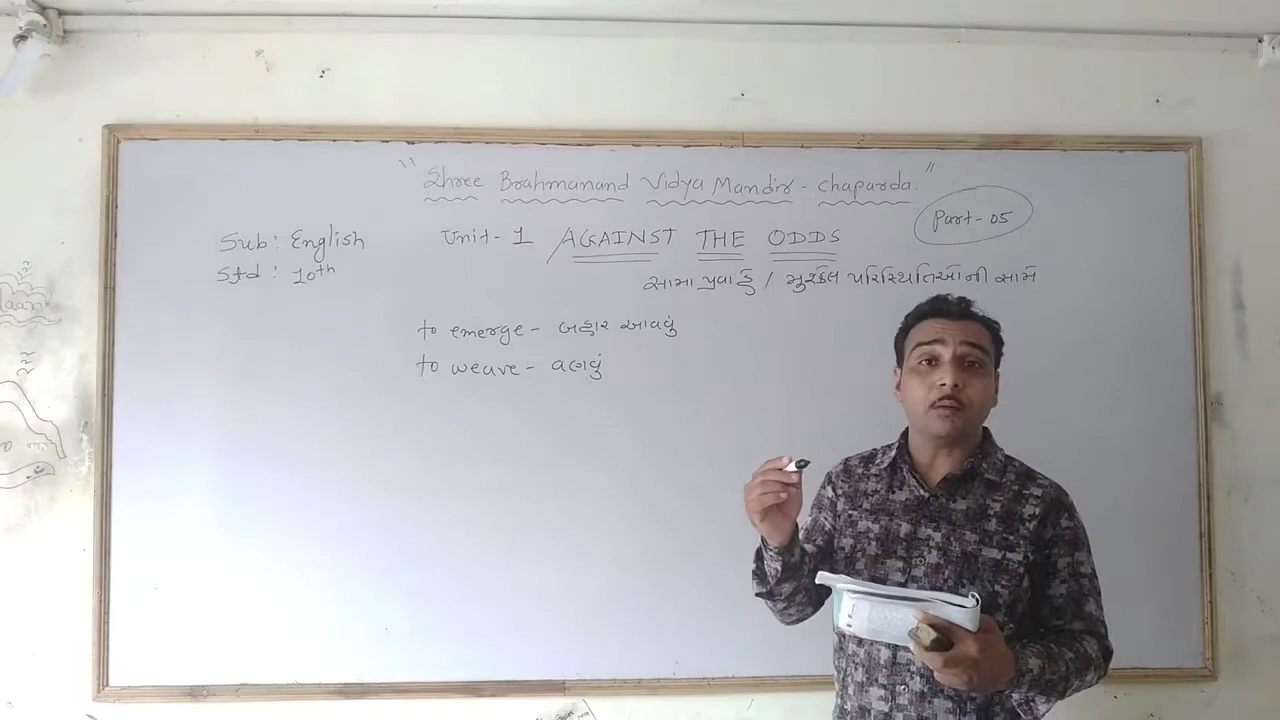 "Shree Brahmanand Vidya Mandir - Chaparda."
Part-05
Sub: English
Unit-1 AGAINST THE ODDS
Std: 10th
સામા પ્રવાહે / મુશ્કેલ પરિસ્થિતિઓની સામે
to emerge - બહાર આવવું
to weave - વણવું